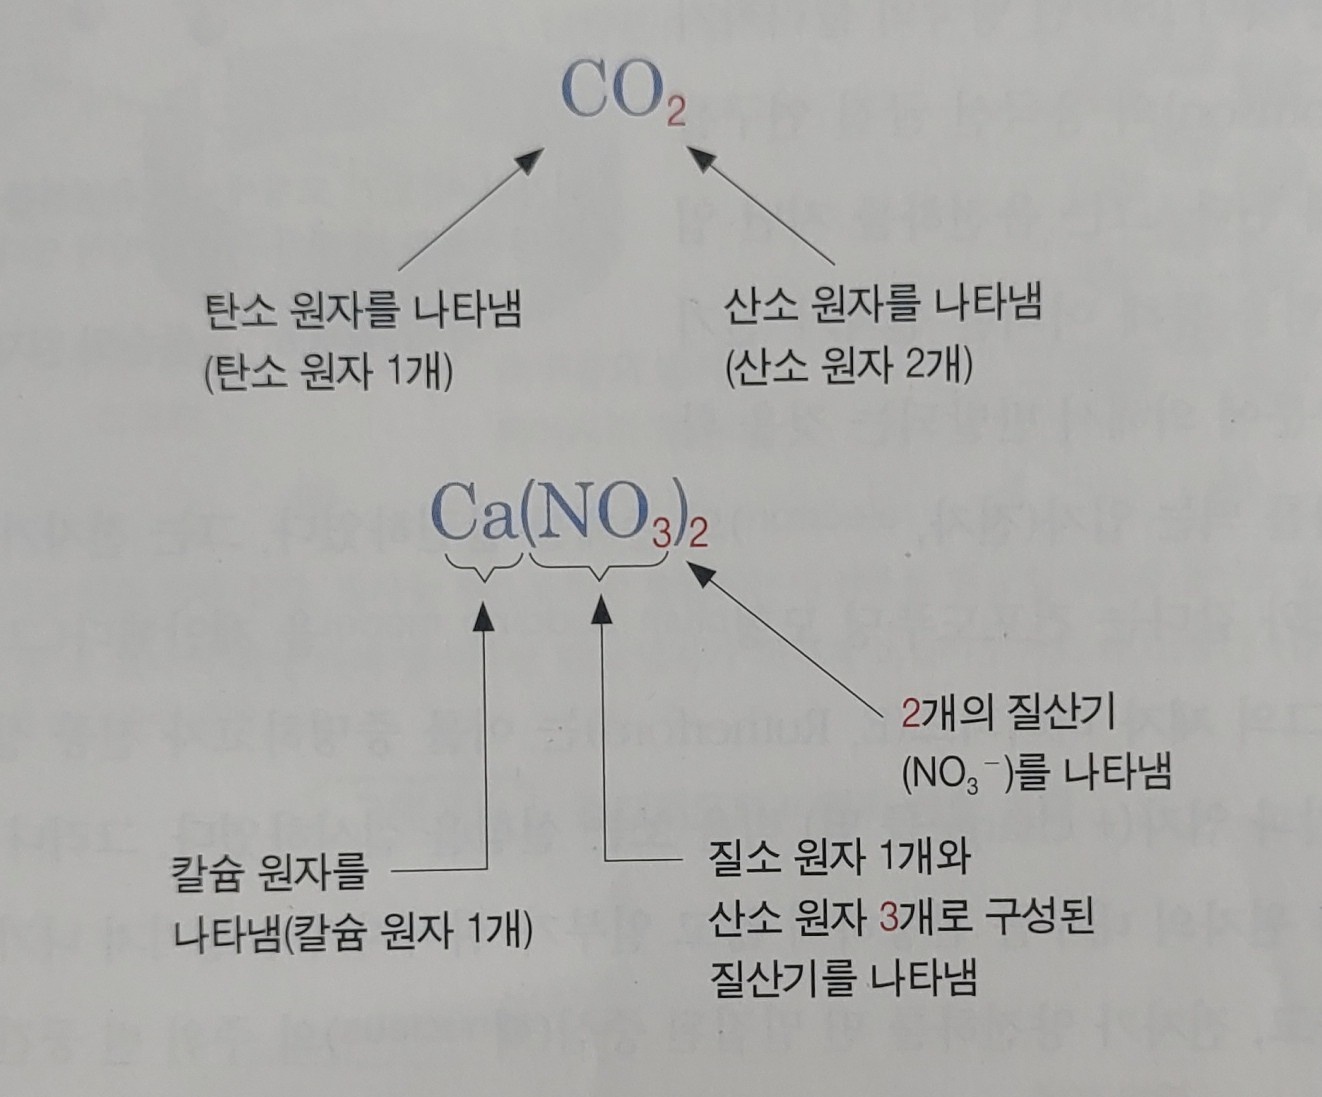 CO₂
탄소 원자를 나타냄
(탄소 원자 1개)
산소 원자를 나타냄
(산소 원자 2개)
Ca(NO₃)₂
2개의 질산기
(NO₃⁻)를 나타냄
칼슘 원자를
나타냄(칼슘 원자 1개)
질소 원자 1개와
산소 원자 3개로 구성된
질산기를 나타냄